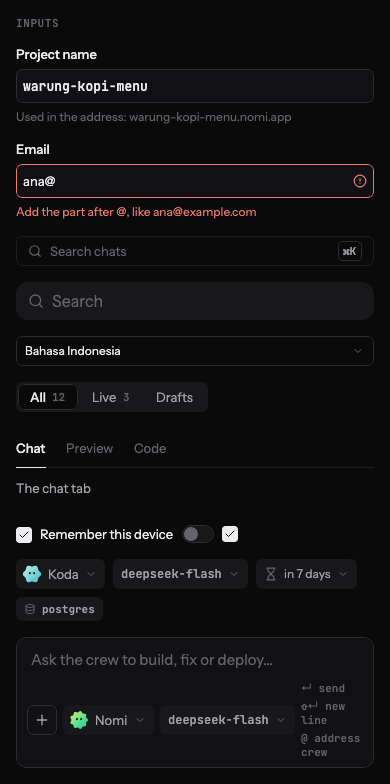 INPUTS
Project name
warung-kopi-menu
Used in the address: warung-kopi-menu.nomi.app
Email
ana@
Add the part after @, like ana@example.com
Search chats ⌘K
Search
Bahasa Indonesia
All 12 Live 3 Drafts
Chat Preview Code
The chat tab
Remember this device
Koda deepseek-flash in 7 days
postgres
Ask the crew to build, fix or deploy…
↵ send
⇧↵ new
line
@ address
crew
Nomi deepseek-flash